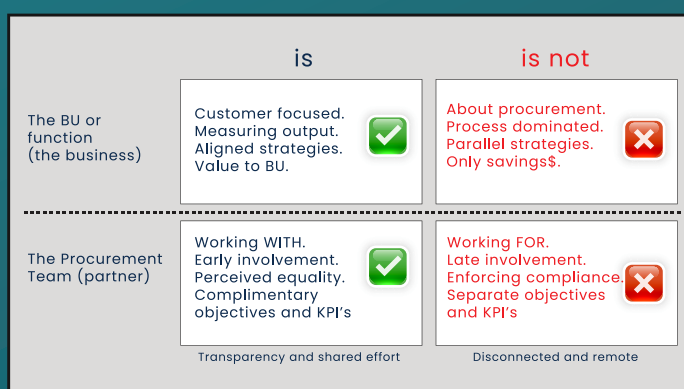 is
is not
The BU or
function
(the business)
Customer focused.
Measuring output.
Aligned strategies.
Value to BU.
About procurement.
Process dominated.
Parallel strategies.
Only savings$.
The Procurement
Team (partner)
Working WITH.
Early involvement.
Perceived equality.
Complimentary
objectives and KPI's
Working FOR.
Late involvement.
Enforcing compliance.
Separate objectives
and KPI's
Transparency and shared effort
Disconnected and remote